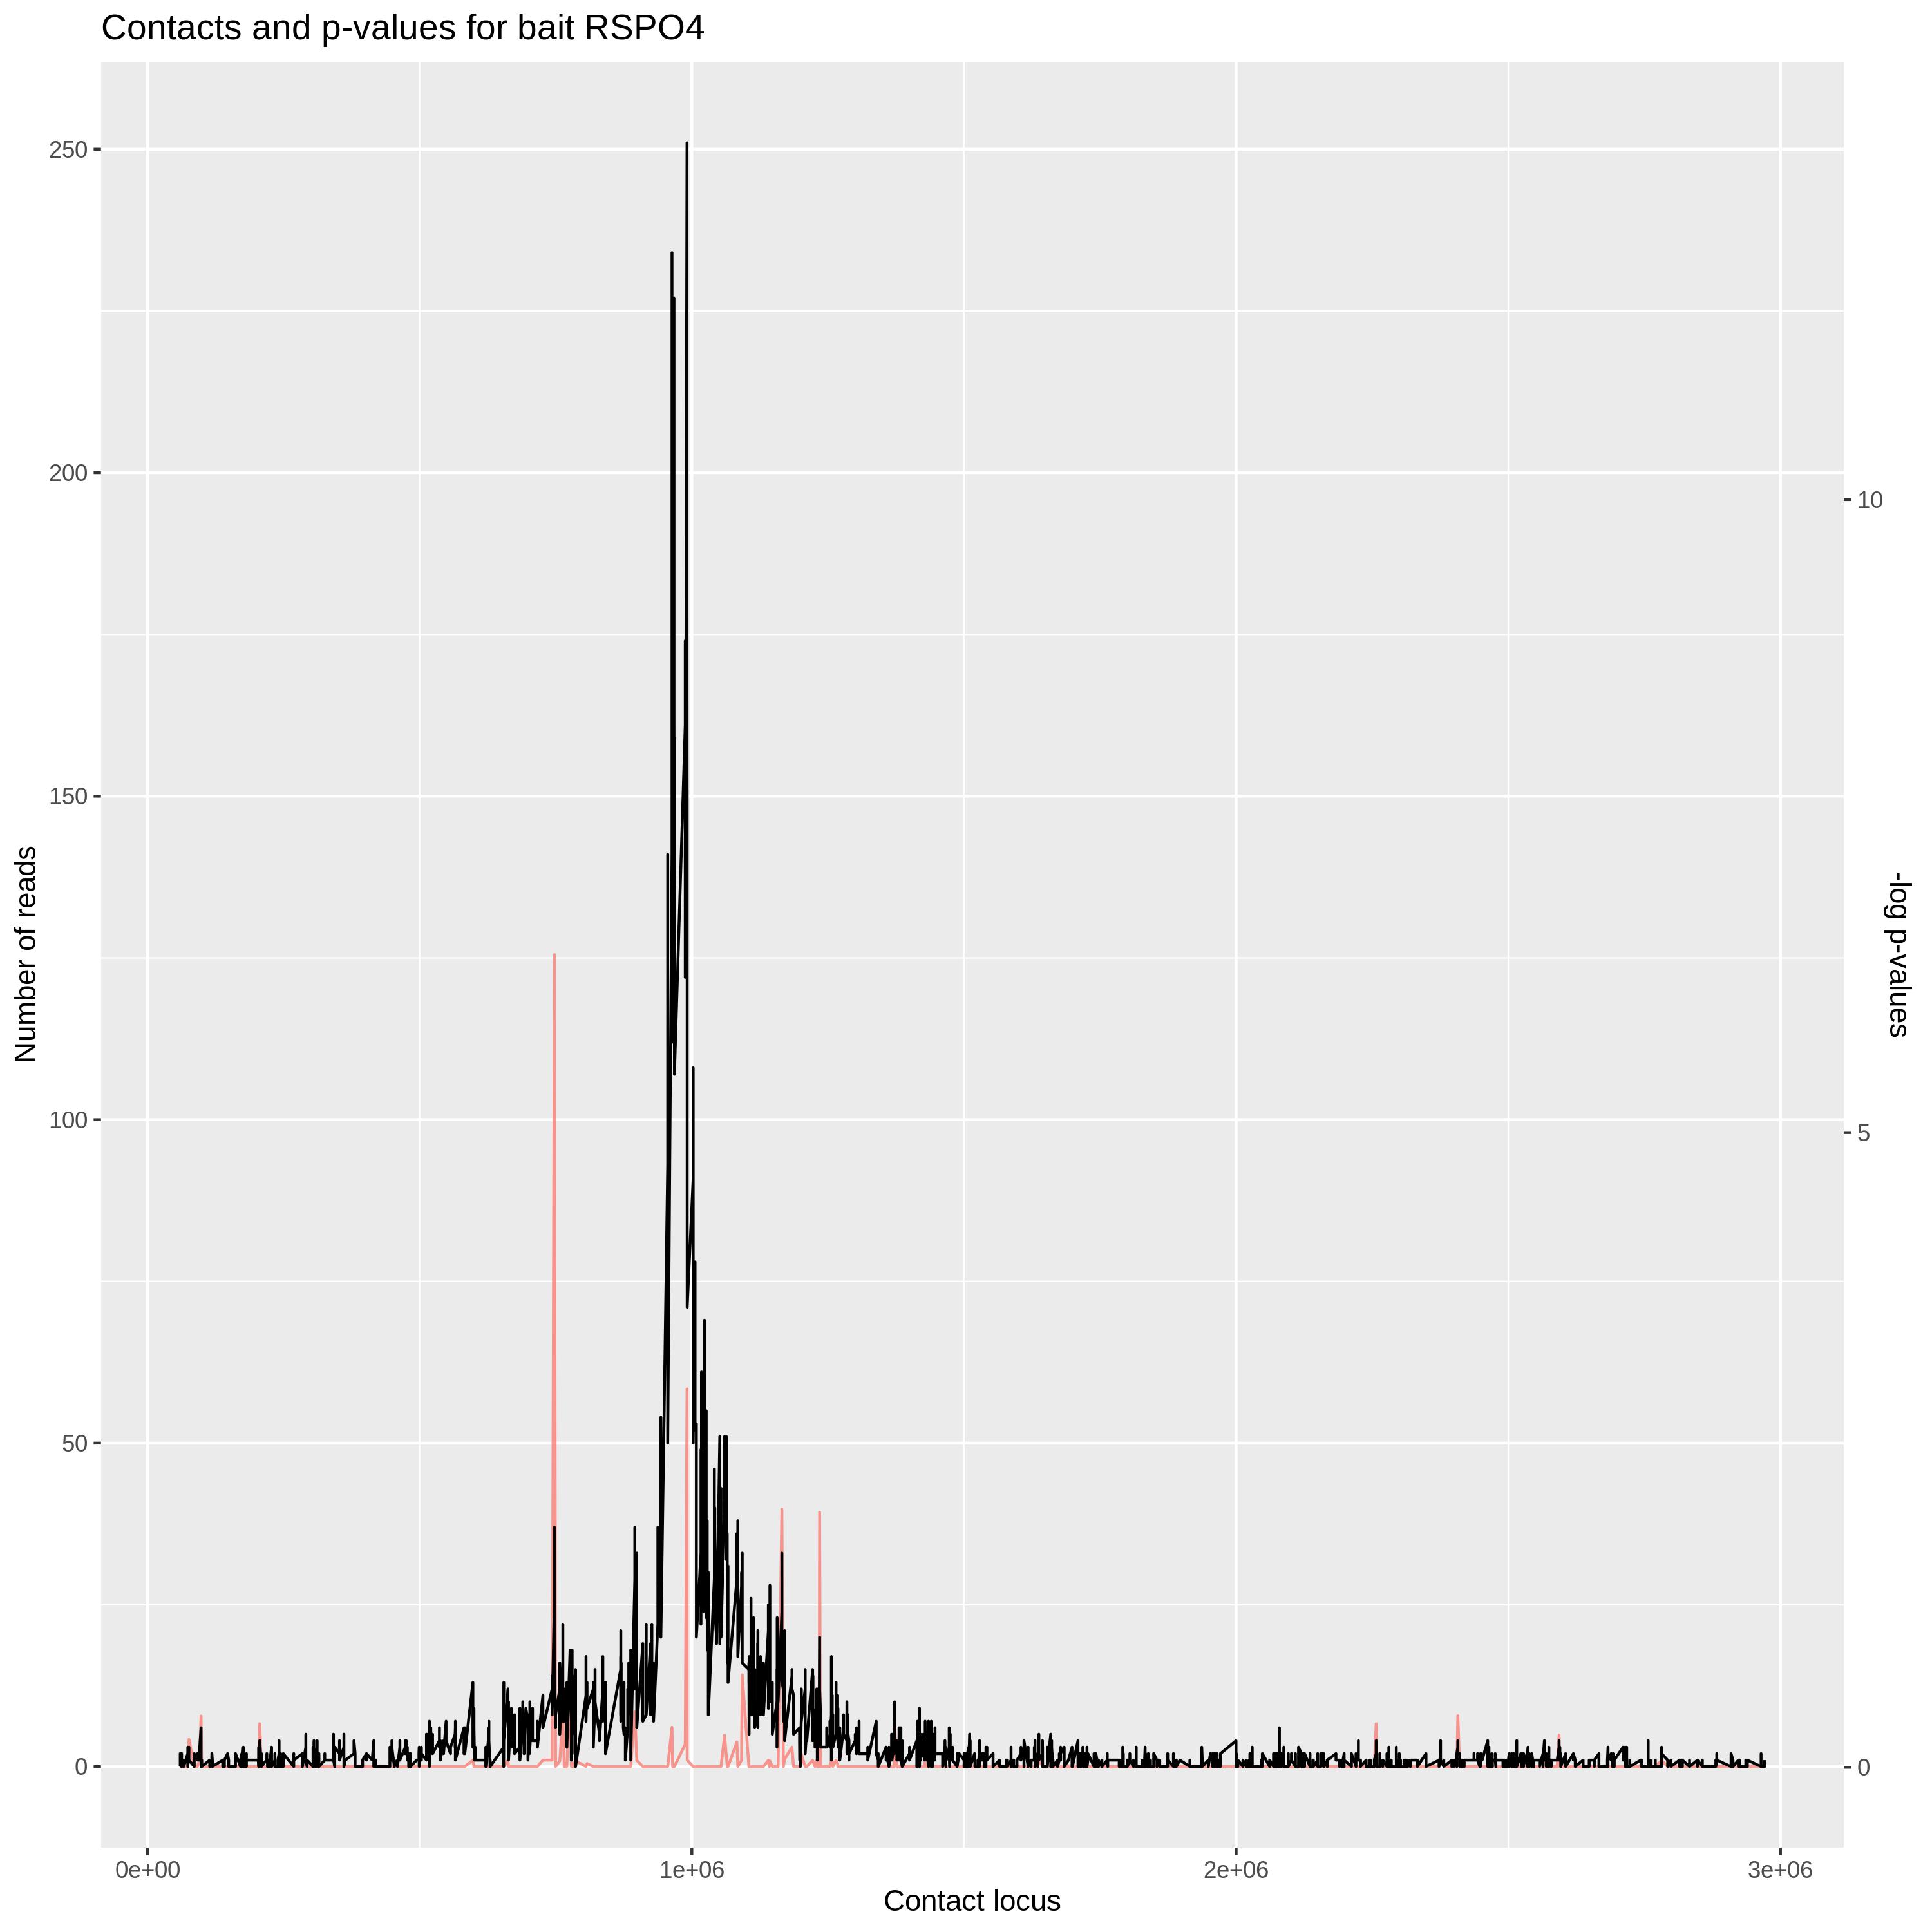 Contacts and p-values for bait RSPO4
250
200
150
100
50
0
Number of reads
10
5
0
-log p-values
0e+00
1e+06
2e+06
3e+06
Contact locus